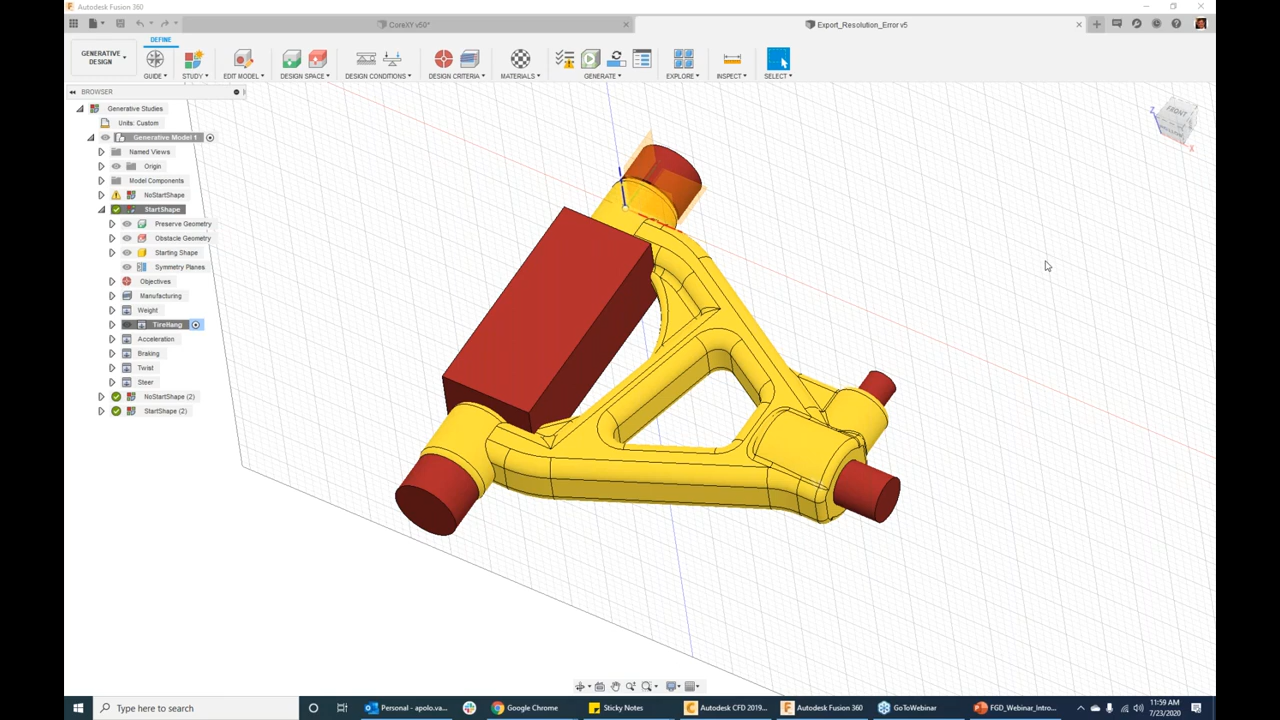 Autodesk Fusion 360
CoreXY v50*
Export_Resolution_Error v5
DEFINE
GENERATIVE
DESIGN
GUIDE
STUDY
EDIT MODEL
DESIGN SPACE
DESIGN CONDITIONS
DESIGN CRITERIA
MATERIALS
GENERATE
EXPLORE
INSPECT
SELECT
BROWSER
Generative Studies
Units: Custom
Generative Model 1
Named Views
Origin
Model Components
NoStartShape
StartShape
Preserve Geometry
Obstacle Geometry
Starting Shape
Symmetry Planes
Objectives
Manufacturing
Weight
TireHang
Acceleration
Braking
Twist
Steer
NoStartShape (2)
StartShape (2)
FRONT
Z
X
Type here to search
Personal - apolo.va...
Google Chrome
Sticky Notes
Autodesk CFD 2019...
Autodesk Fusion 360
GoToWebinar
FGD_Webinar_Intro...
11:59 AM
7/23/2020